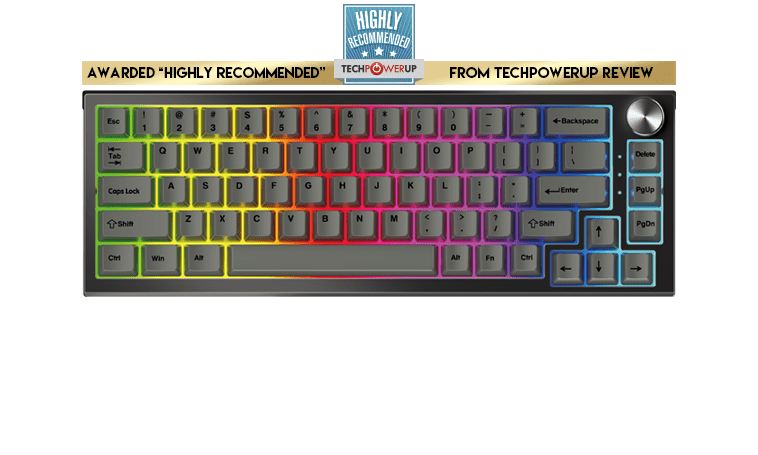 HIGHLY
RECOMMENDED
TECHPOWERUP
AWARDED “HIGHLY RECOMMENDED”
FROM TECHPOWERUP REVIEW
Esc ! 1 @ 2 # 3 $ 4 % 5 ^ 6 & 7 * 8 ( 9 ) 0 – − + = ←Backspace
Tab Q W E R T Y U I O P { [ } ] | \ Delete
Caps Lock A S D F G H J K L : ; " ' Enter PgUp
⇧Shift Z X C V B N M < , > . ? / ⇧Shift ↑ PgDn
Ctrl Win Alt Alt Fn Ctrl ← ↓ →